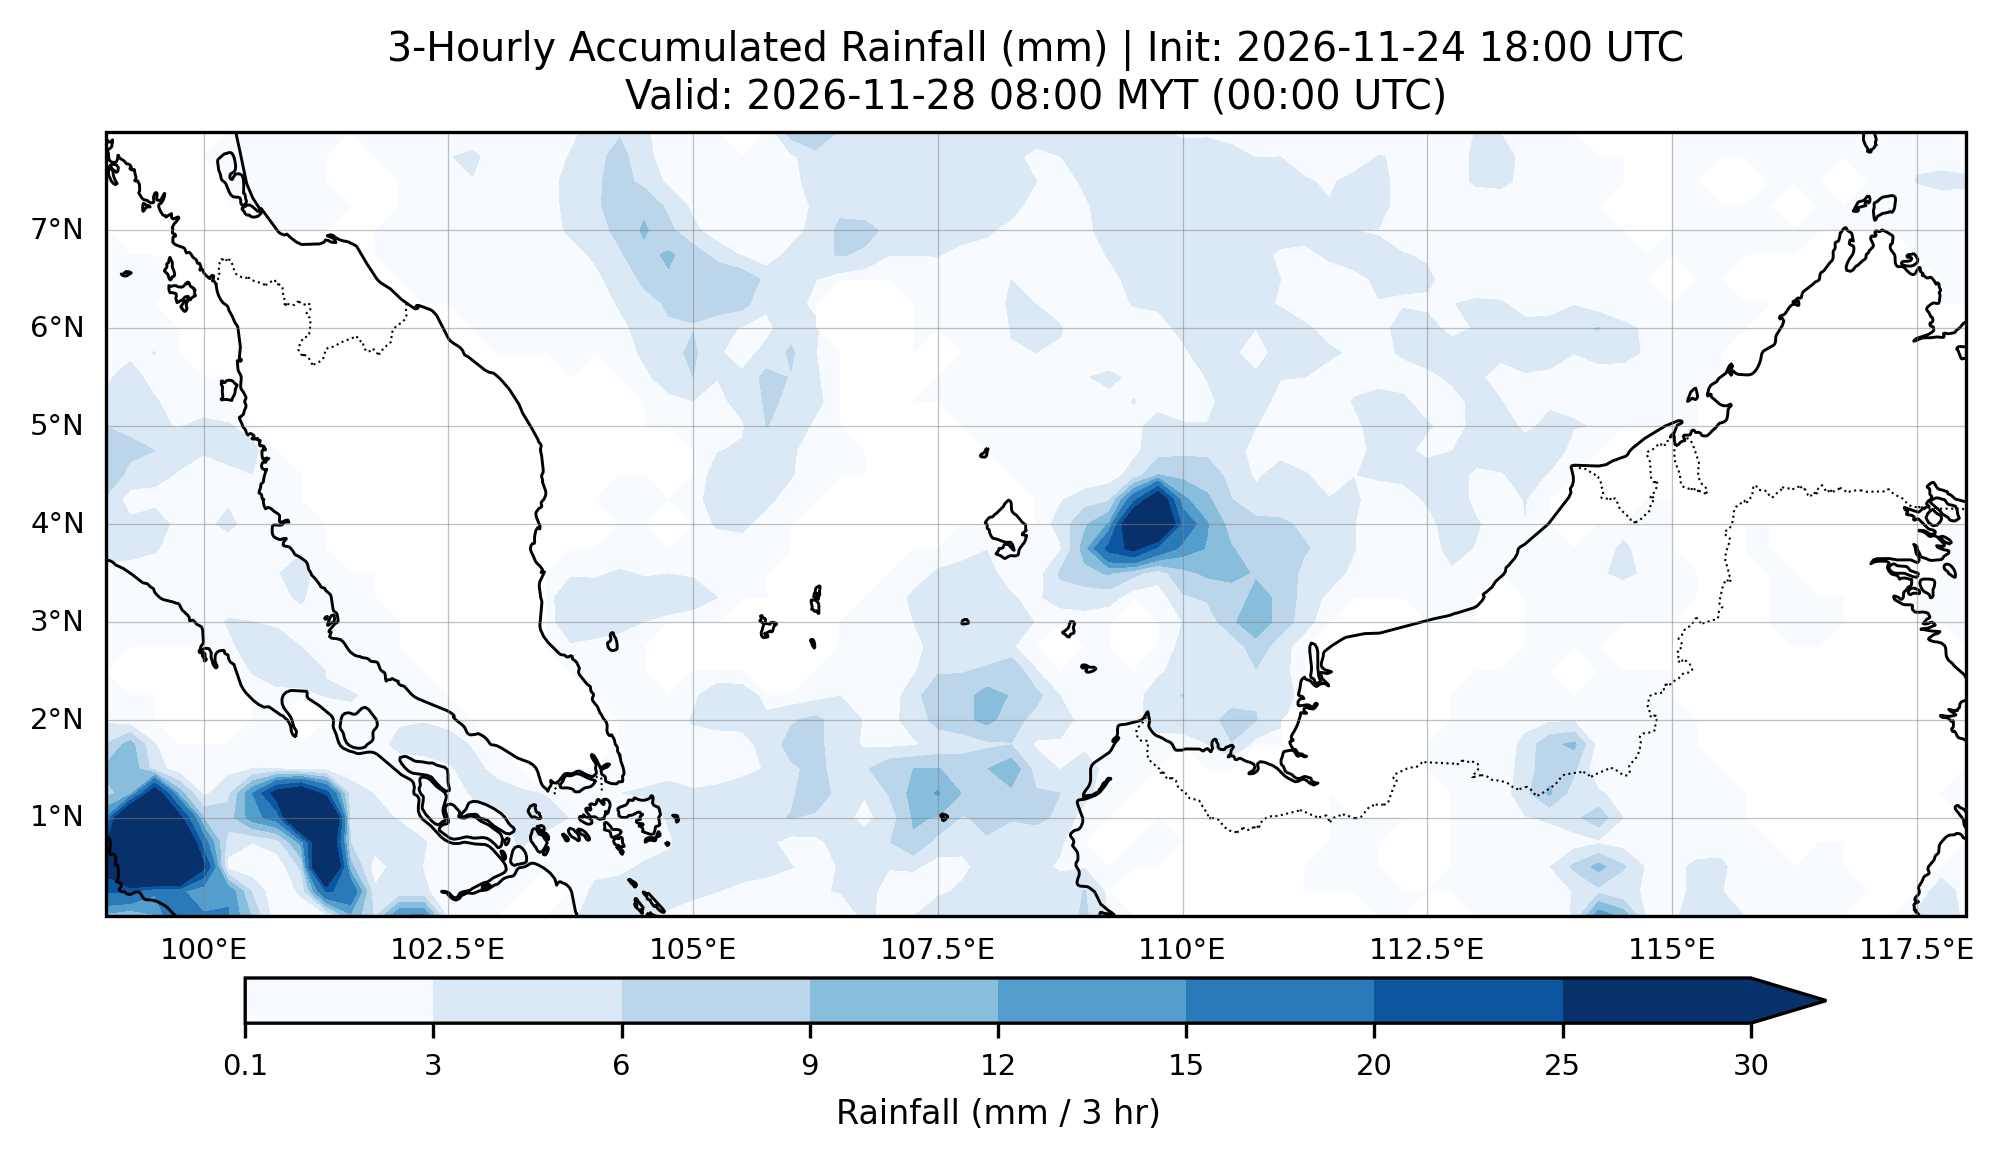 3-Hourly Accumulated Rainfall (mm) | Init: 2026-11-24 18:00 UTC
Valid: 2026-11-28 08:00 MYT (00:00 UTC)
7°N
6°N
5°N
4°N
3°N
2°N
1°N
100°E 102.5°E 105°E 107.5°E 110°E 112.5°E 115°E 117.5°E
0.1 3 6 9 12 15 20 25 30
Rainfall (mm / 3 hr)